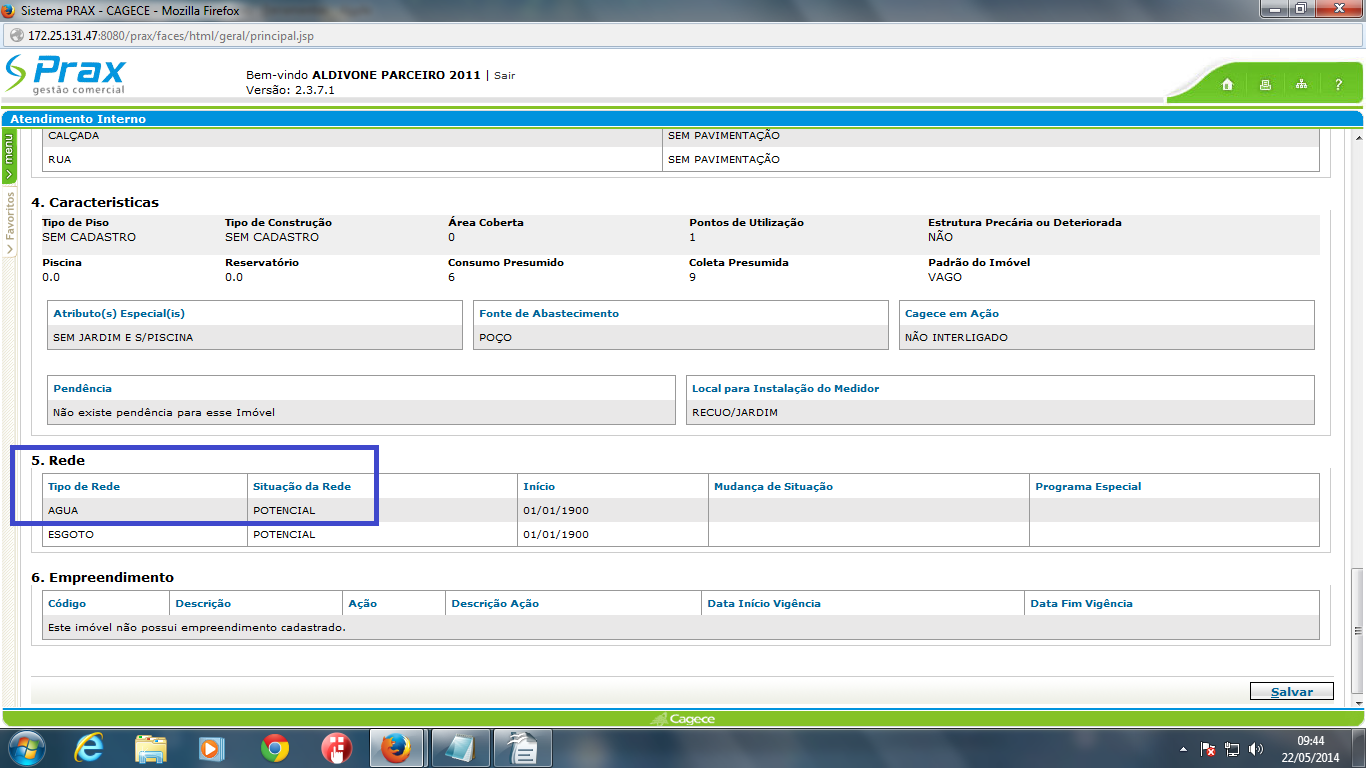 Sistema PRAX - CAGECE - Mozilla Firefox
172.25.131.47:8080/prax/faces/html/geral/principal.jsp
Prax
gestão comercial
Bem-vindo ALDIVONE PARCEIRO 2011 | Sair
Versão: 2.3.7.1
?
Atendimento Interno
menu
Favoritos
CALÇADA SEM PAVIMENTAÇÃO
RUA SEM PAVIMENTAÇÃO
4. Caracteristicas
Tipo de Piso Tipo de Construção Área Coberta Pontos de Utilização Estrutura Precária ou Deteriorada
SEM CADASTRO SEM CADASTRO 0 1 NÃO
Piscina Reservatório Consumo Presumido Coleta Presumida Padrão do Imóvel
0.0 0.0 6 9 VAGO
Atributo(s) Especial(is) Fonte de Abastecimento Cagece em Ação
SEM JARDIM E S/PISCINA POÇO NÃO INTERLIGADO
Pendência Local para Instalação do Medidor
Não existe pendência para esse Imóvel RECUO/JARDIM
5. Rede
Tipo de Rede Situação da Rede Início Mudança de Situação Programa Especial
AGUA POTENCIAL 01/01/1900
ESGOTO POTENCIAL 01/01/1900
6. Empreendimento
Código Descrição Ação Descrição Ação Data Início Vigência Data Fim Vigência
Este imóvel não possui empreendimento cadastrado.
Salvar
Cagece
09:44
22/05/2014